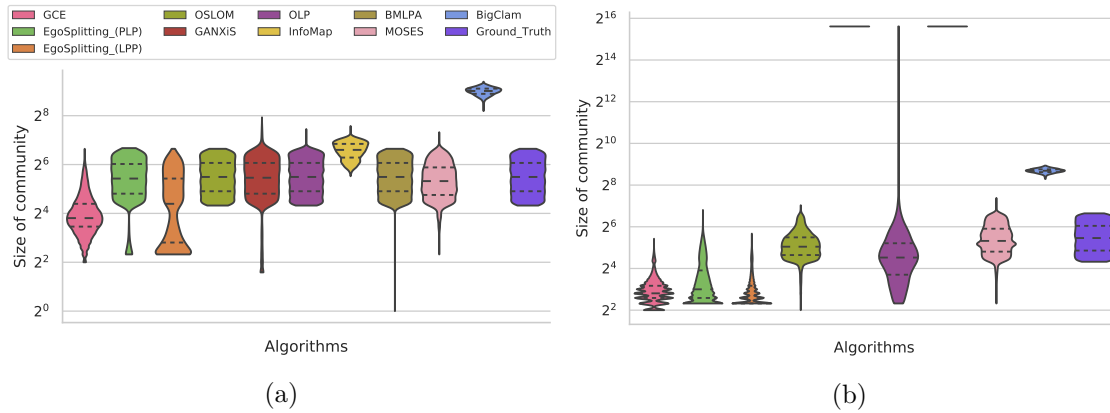 GCE
EgoSplitting_(PLP)
EgoSplitting_(LPP)
OSLOM
GANXiS
OLP
InfoMap
BMLPA
MOSES
BigClam
Ground_Truth
Size of community
2^8
2^6
2^4
2^2
2^0
Algorithms
(a)
Size of community
2^16
2^14
2^12
2^10
2^8
2^6
2^4
2^2
Algorithms
(b)